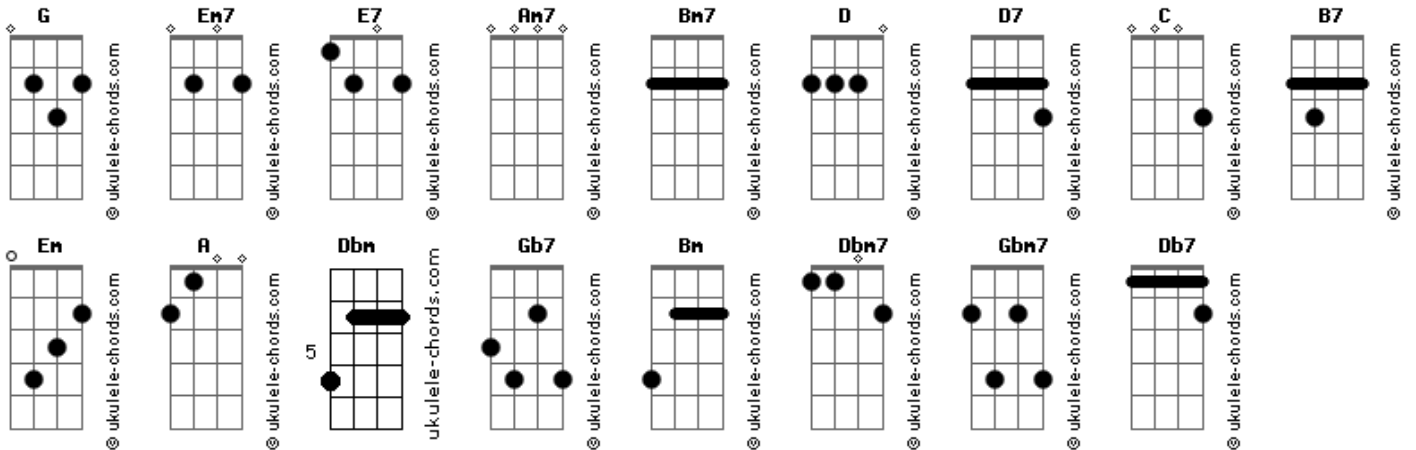 G Em7 E7 Am7 Bm7 D D7 C B7
© ukulele-chords.com © ukulele-chords.com © ukulele-chords.com © ukulele-chords.com © ukulele-chords.com © ukulele-chords.com © ukulele-chords.com © ukulele-chords.com © ukulele-chords.com
Em A Dbm Gb7 Bm Dbm7 Gbm7 Db7
5
© ukulele-chords.com © ukulele-chords.com ukulele-chords.com © ukulele-chords.com © ukulele-chords.com © ukulele-chords.com © ukulele-chords.com © ukulele-chords.com